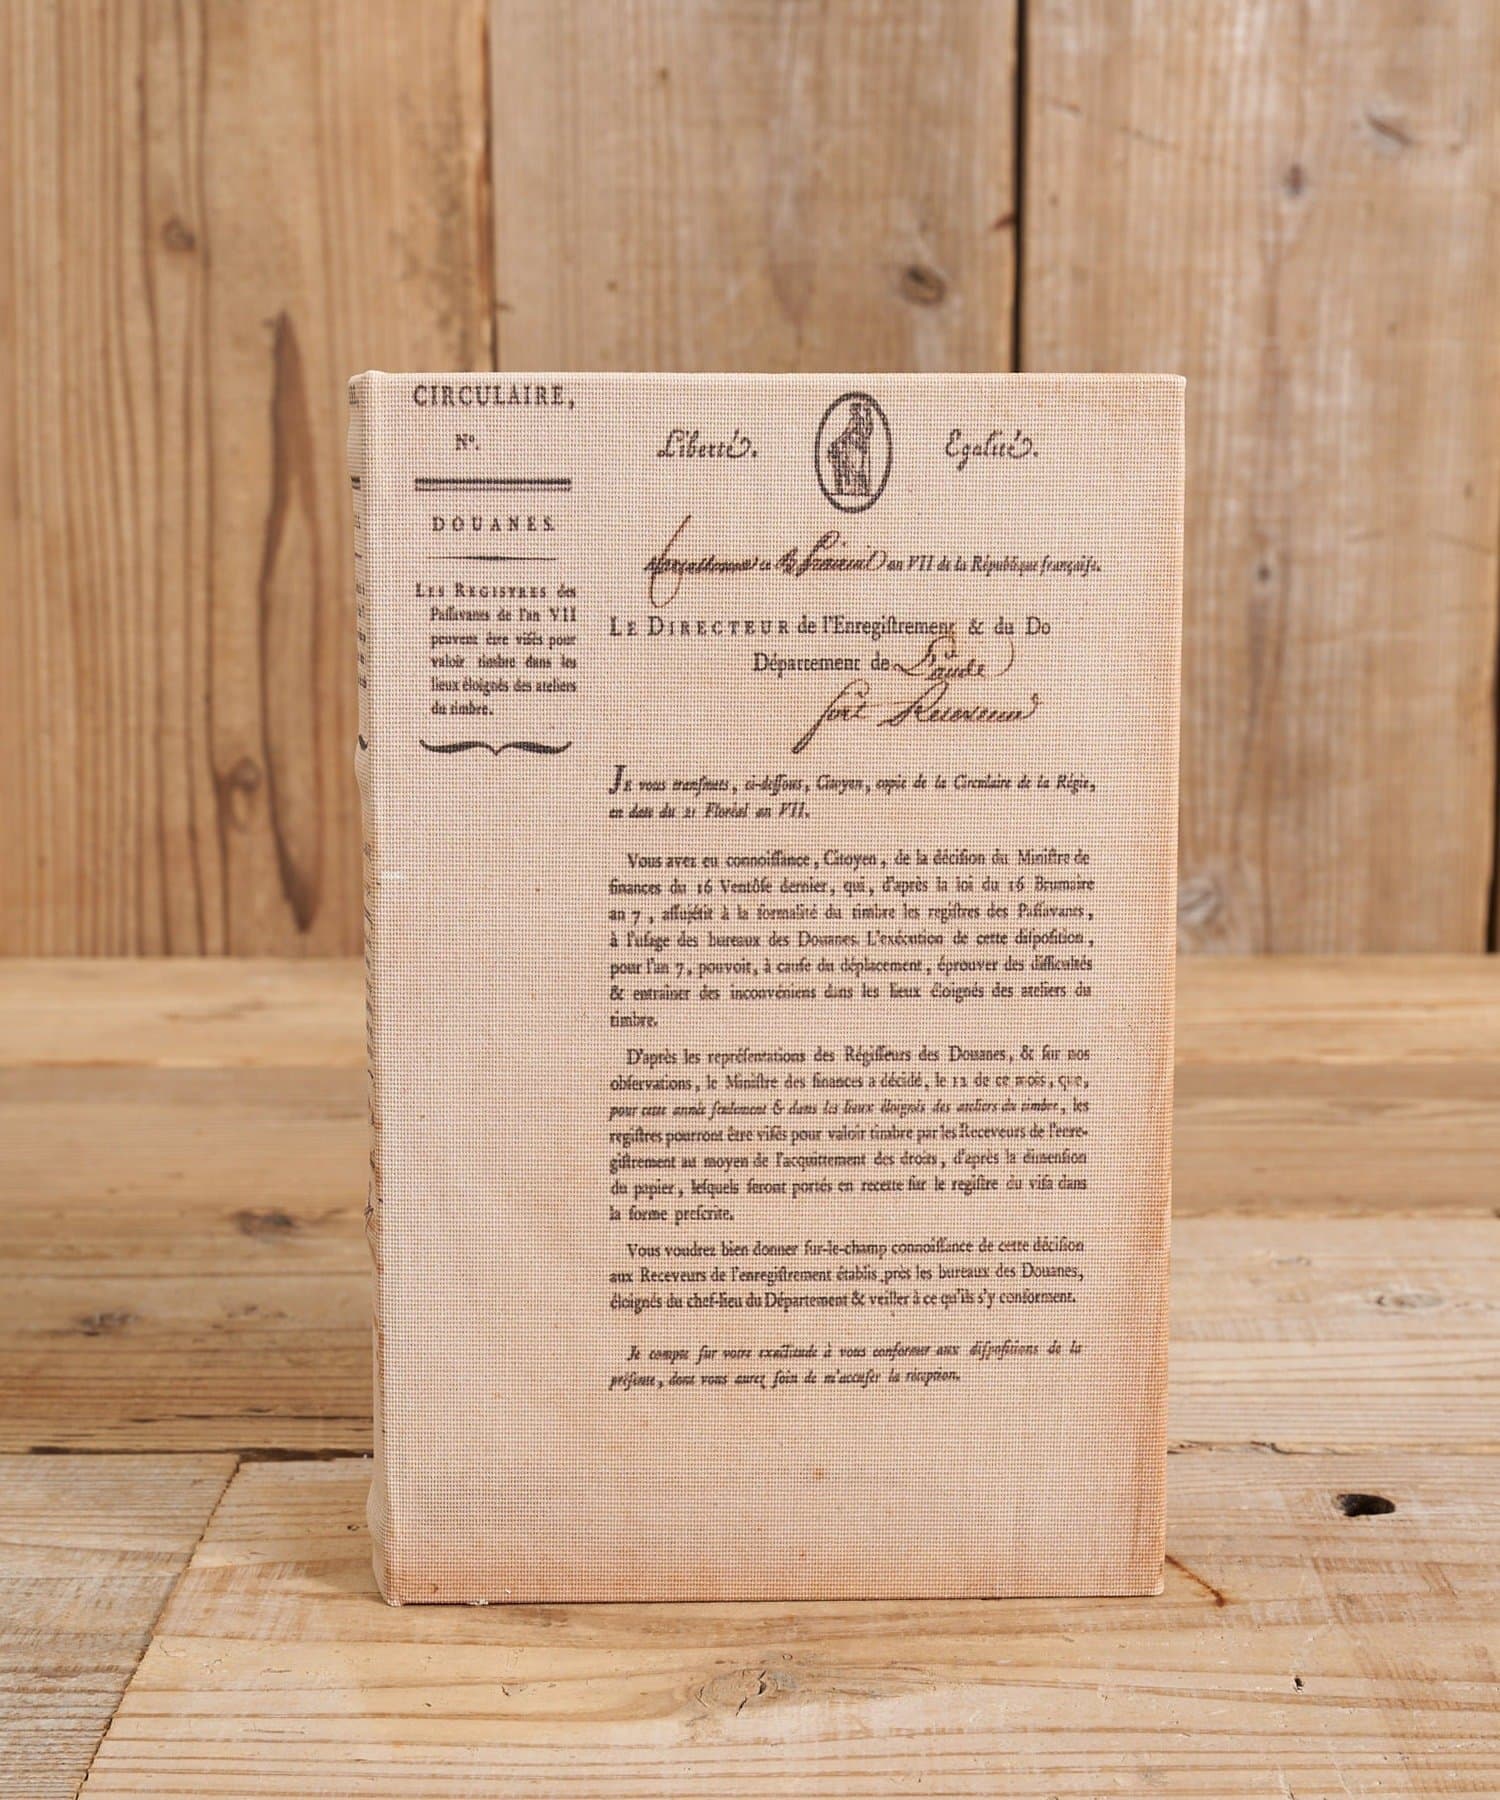 CIRCULAIRE,
Nº.
DOUANES.
LES REGISTRES des
Paſſavants de l'an VII
peuvent être viſés pour
valoir timbre dans les
lieux éloignés des ateliers
du timbre.
Liberté. Egalité.
an VII de la République françaiſe.
LE DIRECTEUR de l'Enregiſtrement & du Do
Département de L'aude
JE vous tranſmets, ci-deſſous, Citoyen, copie de la Circulaire de la Régie,
en date du 21 Floréal an VII.
Vous avez eu connoiſſance, Citoyen, de la déciſion du Miniſtre de
finances du 16 Ventôſe dernier, qui, d'après la loi du 16 Brumaire
an 7, aſſujétit à la formalité du timbre les regiſtres des Paſſavants,
à l'uſage des bureaux des Douanes. L'exécution de cette diſpoſition,
pour l'an 7, pouvoit, à cauſe du déplacement, éprouver des difficultés
& entraîner des inconvéniens dans les lieux éloignés des ateliers du
timbre.
D'après les repréſentations des Régiſſeurs des Douanes, & ſur nos
obſervations, le Miniſtre des finances a décidé, le 12 de ce mois, que,
pour cette année ſeulement & dans les lieux éloignés des ateliers du timbre, les
regiſtres pourront être viſés pour valoir timbre par les Receveurs de l'enre-
giſtrement au moyen de l'acquittement des droits, d'après la dimenſion
du papier, leſquels ſeront portés en recette ſur le regiſtre du viſa dans
la forme preſcrite.
Vous voudrez bien donner ſur-le-champ connoiſſance de cette déciſion
aux Receveurs de l'enregiſtrement établis près les bureaux des Douanes,
éloignés du chef-lieu du Département & veiller à ce qu'ils s'y conforment.
Je compte ſur votre exactitude à vous conformer aux diſpoſitions de la
préſente, dont vous aurez ſoin de m'accuſer la réception.